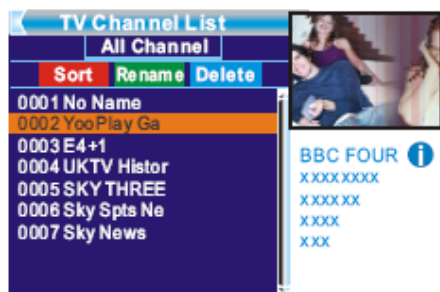 TV Channel List
All Channel
Sort Rename Delete
0001 No Name
0002 YooPlay Ga
0003 E4+1
0004 UKTV Histor
0005 SKY THREE
0006 Sky Spts Ne
0007 Sky News
BBC FOUR i
xxxxxxxx
xxxxxx
xxxx
xxx